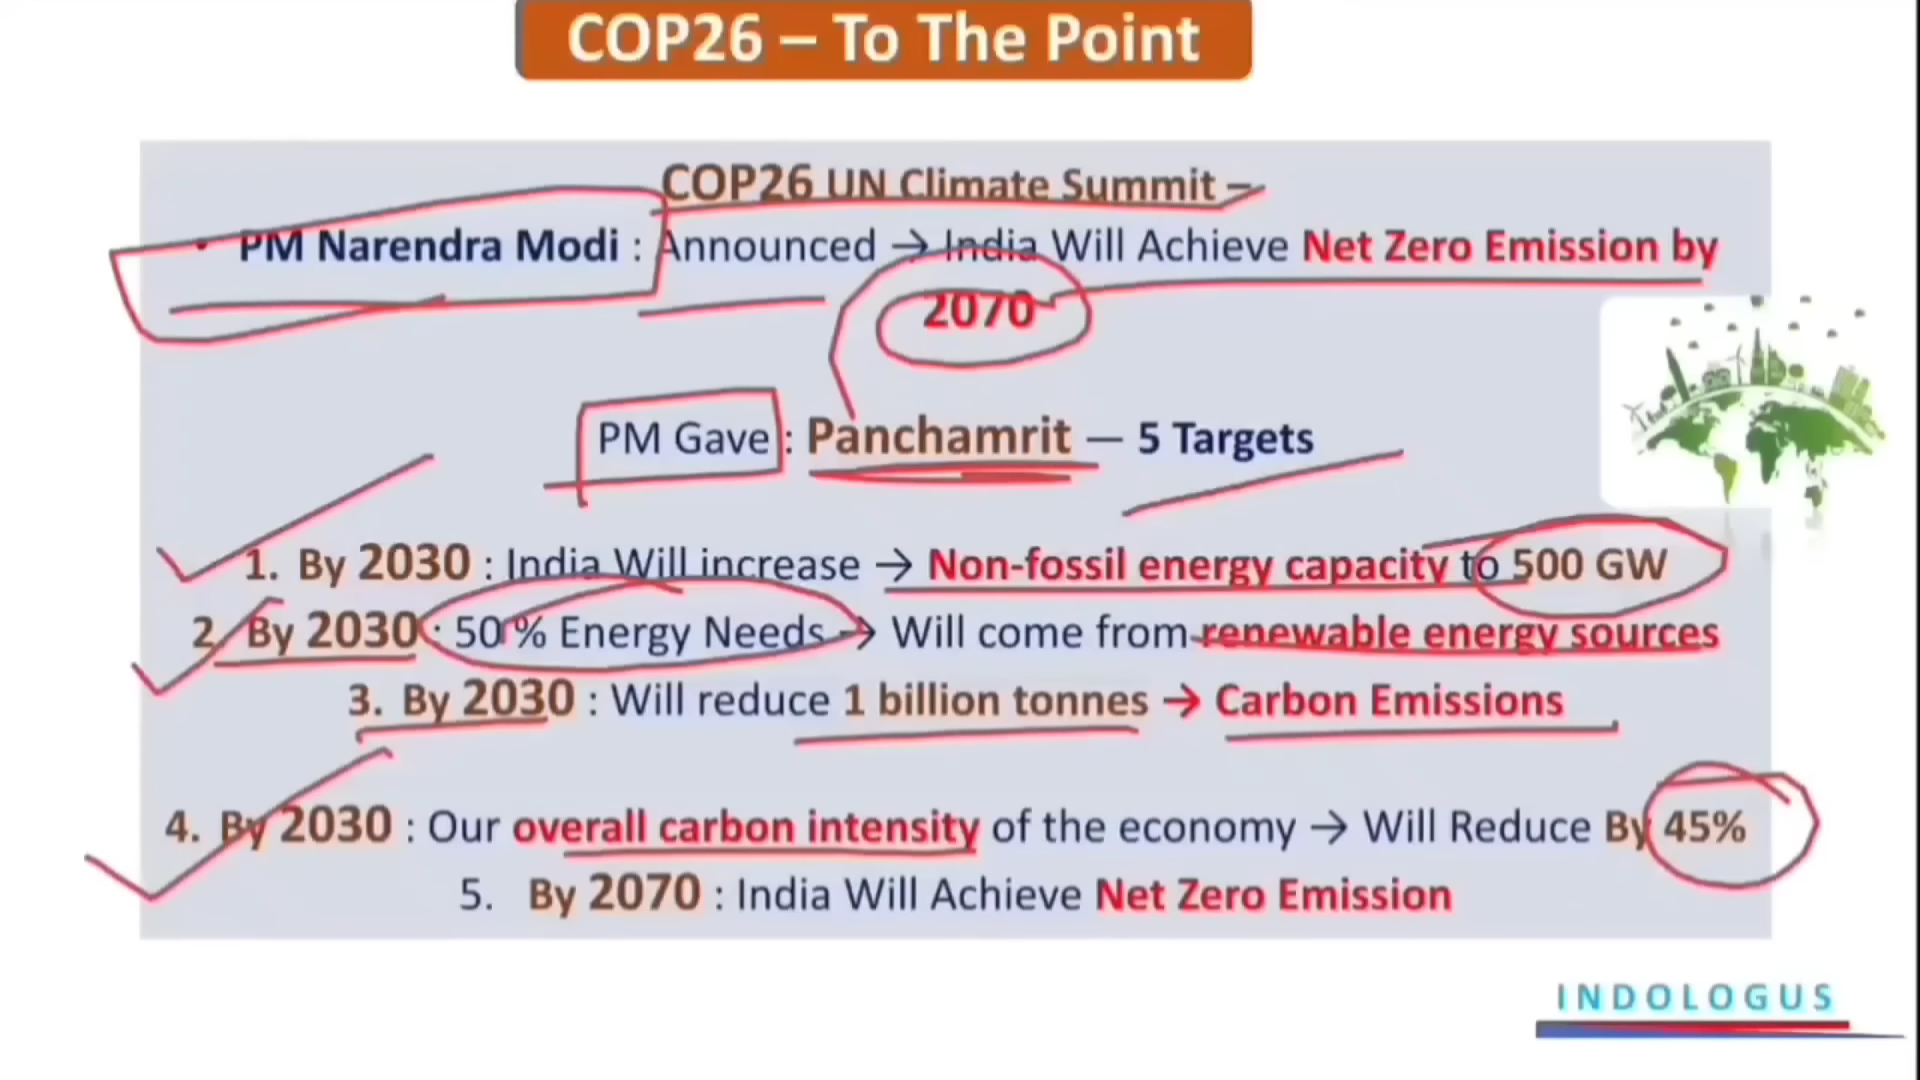 COP26 – To The Point
COP26 UN Climate Summit –
• PM Narendra Modi : Announced → India Will Achieve Net Zero Emission by
2070
PM Gave : Panchamrit — 5 Targets
1. By 2030 : India Will increase → Non-fossil energy capacity to 500 GW
2. By 2030 : 50 % Energy Needs → Will come from renewable energy sources
3. By 2030 : Will reduce 1 billion tonnes → Carbon Emissions
4. By 2030 : Our overall carbon intensity of the economy → Will Reduce By 45%
5. By 2070 : India Will Achieve Net Zero Emission
INDOLOGUS